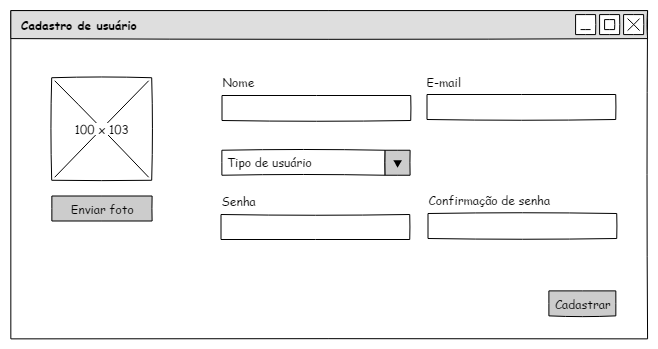 Cadastro de usuário
Nome
E-mail
100 x 103
Tipo de usuário
Enviar foto
Senha
Confirmação de senha
Cadastrar